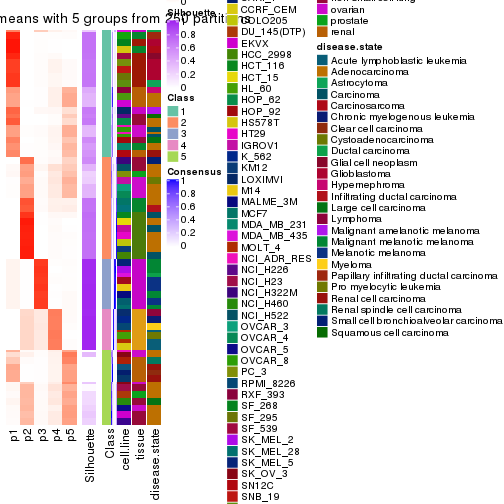 means with 5 groups from 250 partitions
Silhouette
1
0.8
0.6
0.4
0.2
0
Class
1
2
3
4
5
Consensus
1
0.8
0.6
0.4
0.2
0
CCRF_CEM
COLO205
DU_145(DTP)
EKVX
HCC_2998
HCT_116
HCT_15
HL_60
HOP_62
HOP_92
HS578T
HT29
IGROV1
K_562
KM12
LOXIMVI
M14
MALME_3M
MCF7
MDA_MB_231
MDA_MB_435
MOLT_4
NCI_ADR_RES
NCI_H226
NCI_H23
NCI_H322M
NCI_H460
NCI_H522
OVCAR_3
OVCAR_4
OVCAR_5
OVCAR_8
PC_3
RPMI_8226
RXF_393
SF_268
SF_295
SF_539
SK_MEL_2
SK_MEL_28
SK_MEL_5
SK_OV_3
SN12C
SNB_19
ovarian
prostate
renal
disease.state
Acute lymphoblastic leukemia
Adenocarcinoma
Astrocytoma
Carcinoma
Carcinosarcoma
Chronic myelogenous leukemia
Clear cell carcinoma
Cystoadenocarcinoma
Ductal carcinoma
Glial cell neoplasm
Glioblastoma
Hypernephroma
Infiltrating ductal carcinoma
Large cell carcinoma
Lymphoma
Malignant amelanotic melanoma
Malignant melanotic melanoma
Melanotic melanoma
Myeloma
Papillary infiltrating ductal carcinoma
Pro myelocytic leukemia
Renal cell carcinoma
Renal spindle cell carcinoma
Small cell bronchioalveolar carcinoma
Squamous cell carcinoma
p1
p2
p3
p4
p5
Silhouette
Class
cell.line
tissue
disease.state